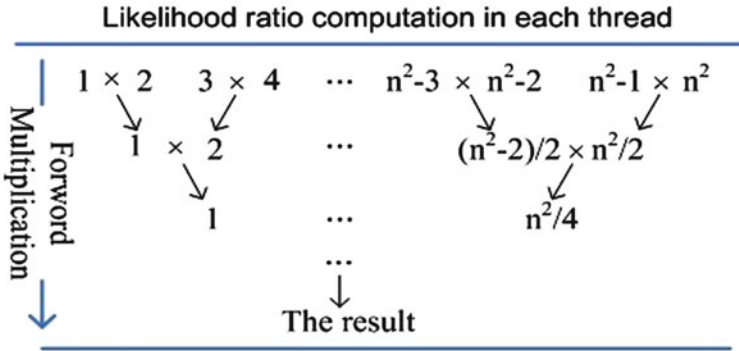 Likelihood ratio computation in each thread
1 × 2 3 × 4 ... n²-3 × n²-2 n²-1 × n²
1 × 2 ... (n²-2)/2 × n²/2
1 ... n²/4
...
The result
Forword
Multiplication